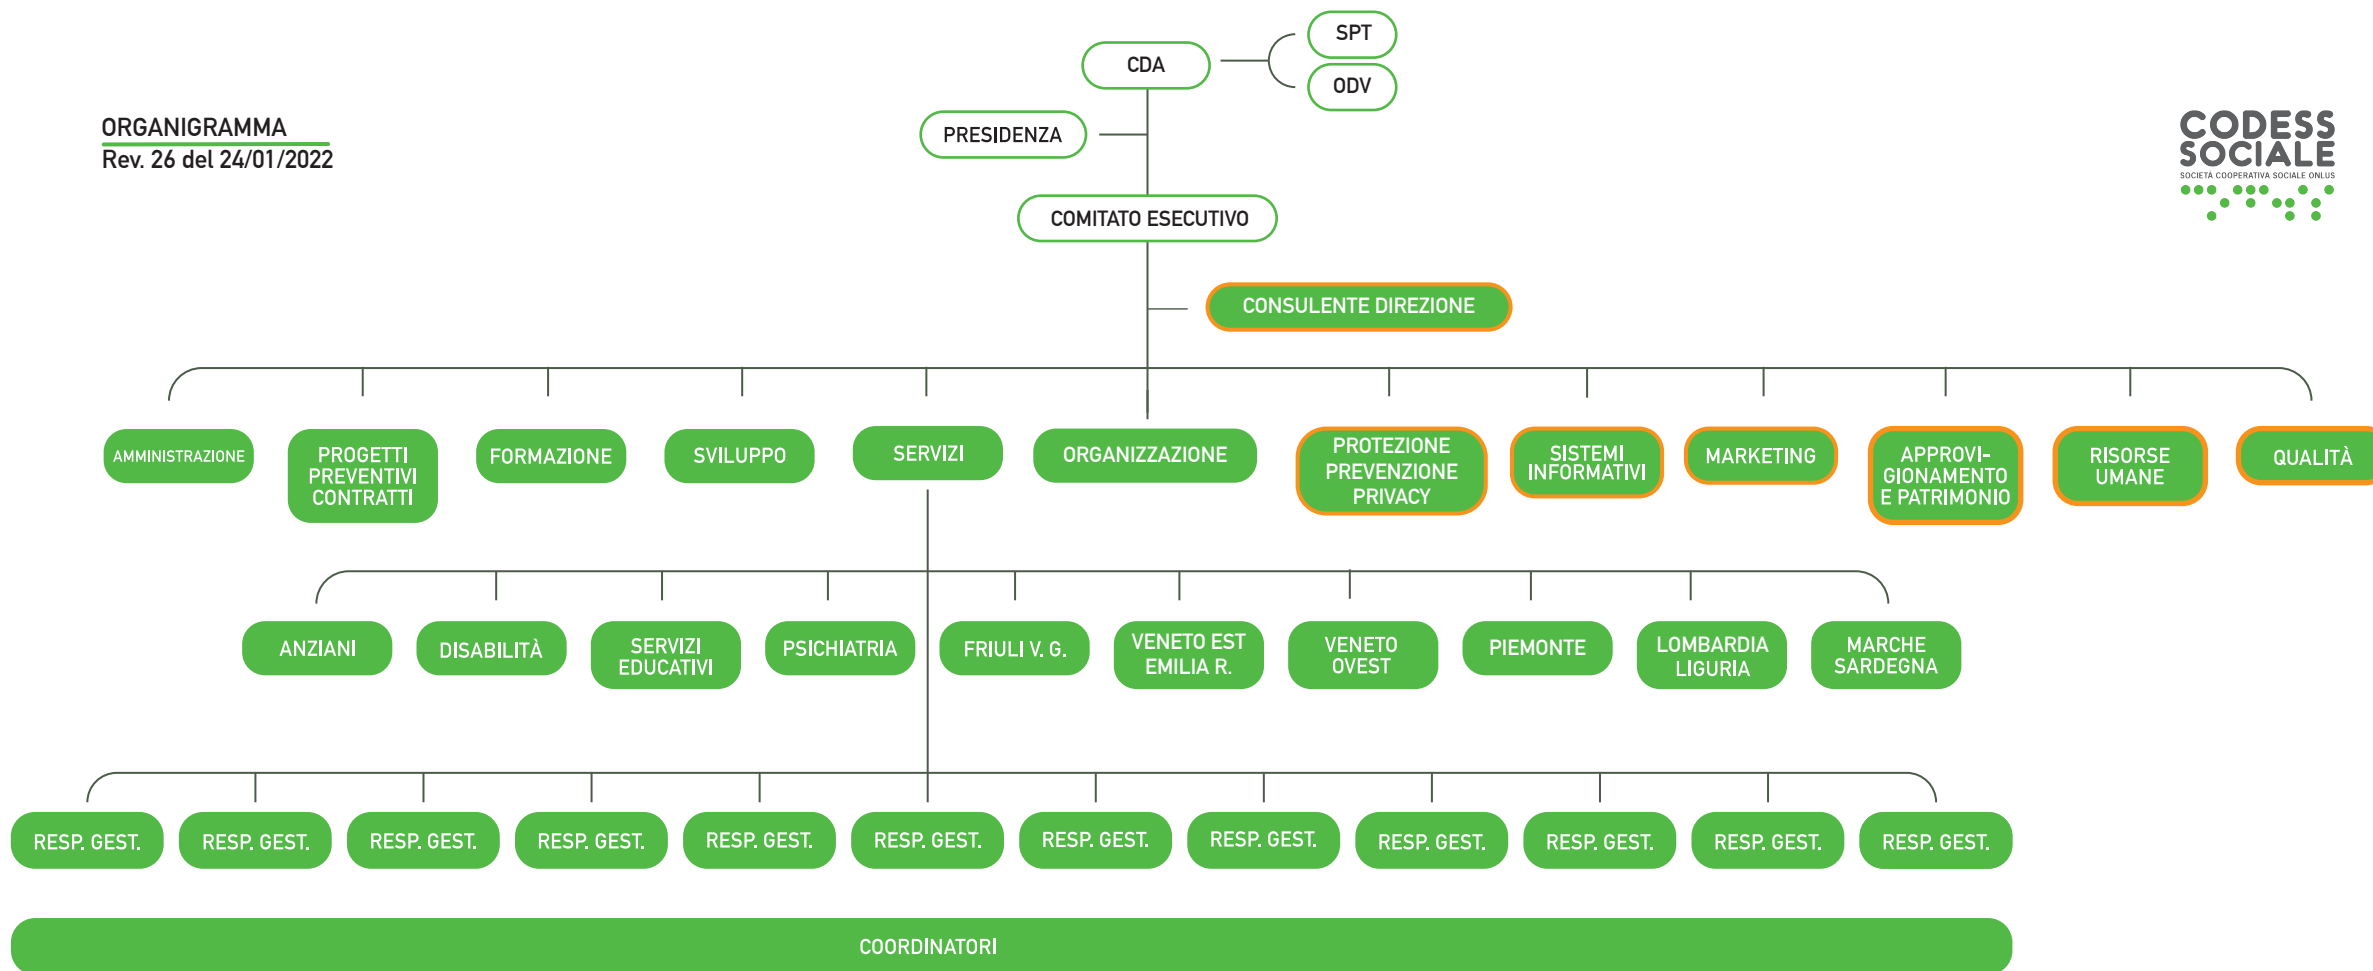 SPT
CDA
ODV
ORGANIGRAMMA
Rev. 26 del 24/01/2022
PRESIDENZA
CODESS
SOCIALE
SOCIETÀ COOPERATIVA SOCIALE ONLUS
COMITATO ESECUTIVO
CONSULENTE DIREZIONE
AMMINISTRAZIONE
PROGETTI
PREVENTIVI
CONTRATTI
FORMAZIONE
SVILUPPO
SERVIZI
ORGANIZZAZIONE
PROTEZIONE
PREVENZIONE
PRIVACY
SISTEMI
INFORMATIVI
MARKETING
APPROVI-
GIONAMENTO
E PATRIMONIO
RISORSE
UMANE
QUALITÀ
ANZIANI
DISABILITÀ
SERVIZI
EDUCATIVI
PSICHIATRIA
FRIULI V. G.
VENETO EST
EMILIA R.
VENETO
OVEST
PIEMONTE
LOMBARDIA
LIGURIA
MARCHE
SARDEGNA
RESP. GEST.
RESP. GEST.
RESP. GEST.
RESP. GEST.
RESP. GEST.
RESP. GEST.
RESP. GEST.
RESP. GEST.
RESP. GEST.
RESP. GEST.
RESP. GEST.
RESP. GEST.
COORDINATORI